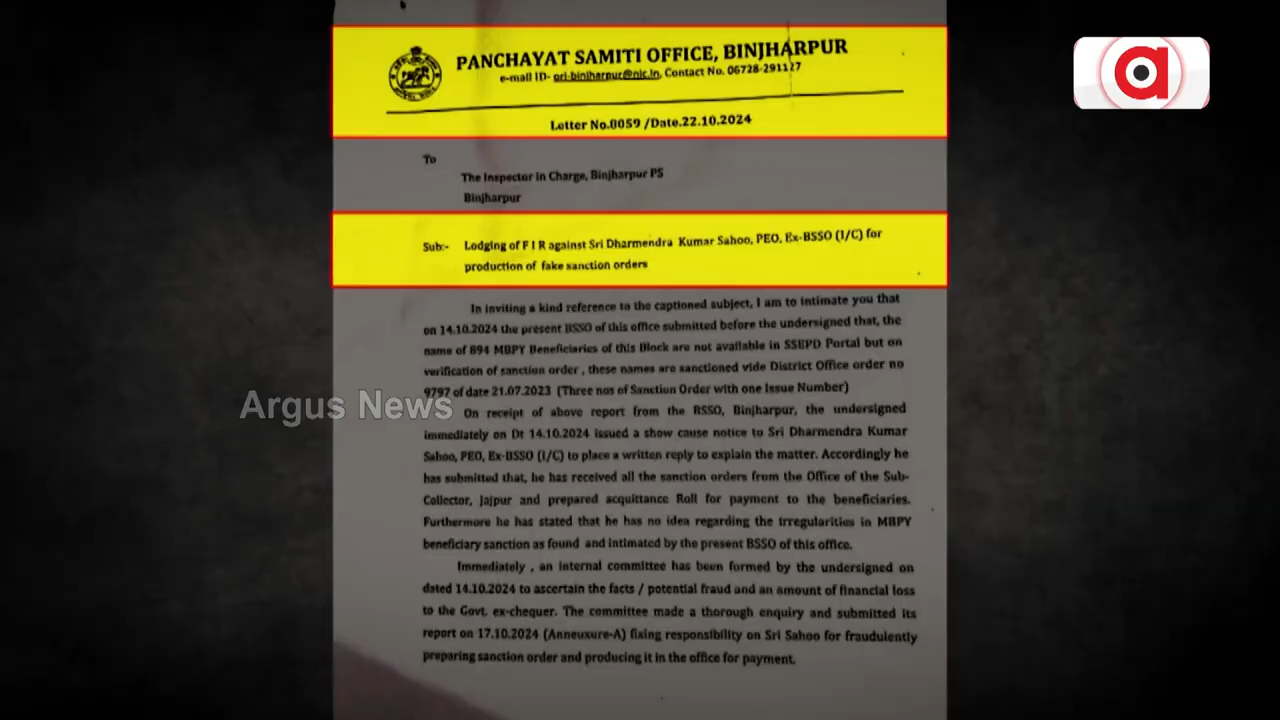 PANCHAYAT SAMITI OFFICE, BINJHARPUR
e-mail ID- ori-binjharpur@nic.in, Contact No. 06728-291127
Letter No.8059 /Date.22.10.2024
To
The Inspector in Charge, Binjharpur PS
Binjharpur
Sub:- Lodging of F I R against Sri Dharmendra Kumar Sahoo, PEO, Ex-BSSO (I/C) for
production of fake sanction orders
In inviting a kind reference to the captioned subject, I am to intimate you that
on 14.10.2024 the present BSSO of this office submitted before the undersigned that, the
name of 894 MBPY Beneficiaries of this Block are not available in SSEPD Portal but on
verification of sanction order , these names are sanctioned vide District Office order no
9797 of date 21.07.2023 (Three nos of Sanction Order with one Issue Number)
On receipt of above report from the BSSO, Binjharpur, the undersigned
immediately on Dt 14.10.2024 issued a show cause notice to Sri Dharmendra Kumar
Sahoo, PEO, Ex-BSSO (I/C) to place a written reply to explain the matter. Accordingly he
has submitted that, he has received all the sanction orders from the Office of the Sub-
Collector, Jajpur and prepared acquittance Roll for payment to the beneficiaries.
Furthermore he has stated that he has no idea regarding the irregularities in MBPY
beneficiary sanction as found and intimated by the present BSSO of this office.
Immediately , an internal committee has been formed by the undersigned on
dated 14.10.2024 to ascertain the facts / potential fraud and an amount of financial loss
to the Govt. ex-chequer. The committee made a thorough enquiry and submitted its
report on 17.10.2024 (Anneuxure-A) fixing responsibility on Sri Sahoo for fraudulently
preparing sanction order and producing it in the office for payment.
Argus News
a